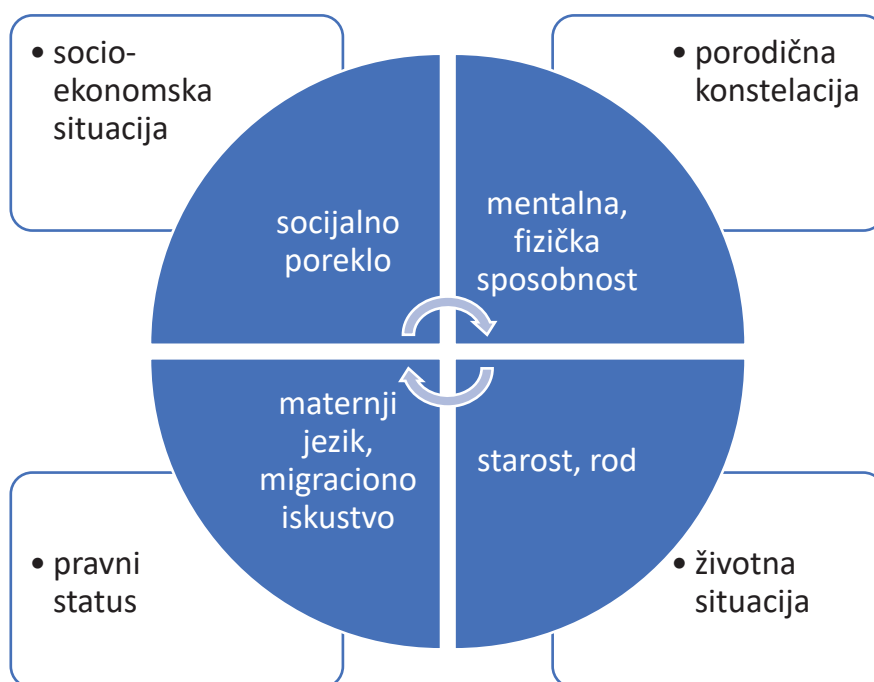 • socio-
ekonomska
situacija
• porodična
konstelacija
socijalno
poreklo
mentalna,
fizička
sposobnost
maternji
jezik,
migraciono
iskustvo
starost, rod
• pravni
status
• životna
situacija